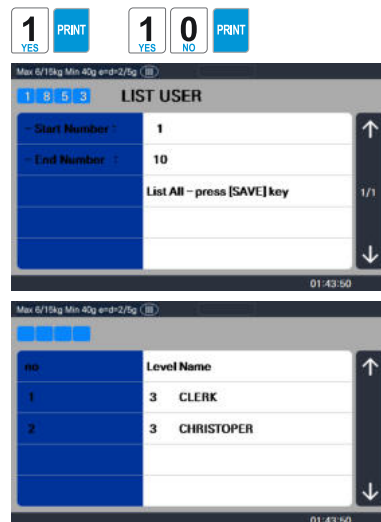 1 YES PRINT 1 YES 0 NO PRINT
Max 6/15kg Min 40g e=d=2/5g (III)
1 8 5 3 LIST USER
- Start Number : 1
- End Number : 10
List All - press [SAVE] key
1/1
01:43:50
Max 6/15kg Min 40g e=d=2/5g (III)
no Level Name
1 3 CLERK
2 3 CHRISTOPER
01:43:50